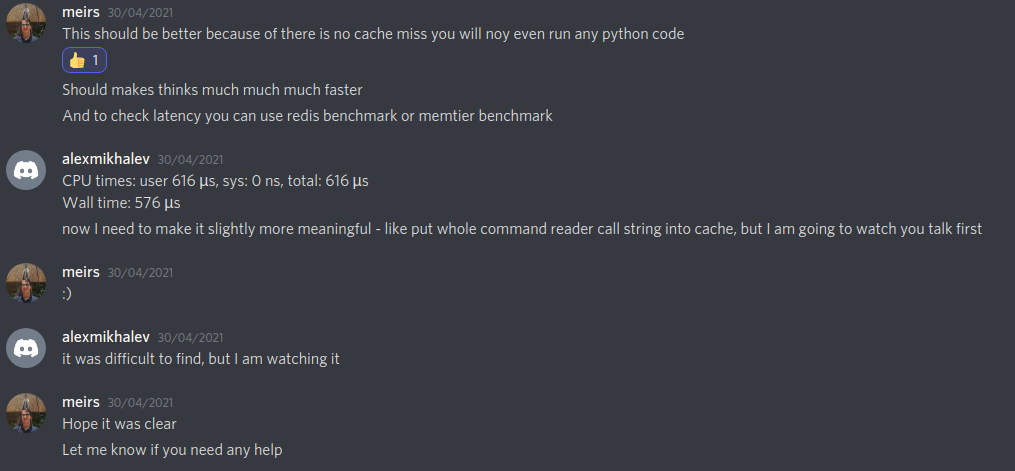 meirs 30/04/2021
This should be better because of there is no cache miss you will noy even run any python code
👍 1
Should makes thinks much much much faster
And to check latency you can use redis benchmark or memtier benchmark
alexmikhalev 30/04/2021
CPU times: user 616 µs, sys: 0 ns, total: 616 µs
Wall time: 576 µs
now I need to make it slightly more meaningful - like put whole command reader call string into cache, but I am going to watch you talk first
meirs 30/04/2021
:)
alexmikhalev 30/04/2021
it was difficult to find, but I am watching it
meirs 30/04/2021
Hope it was clear
Let me know if you need any help